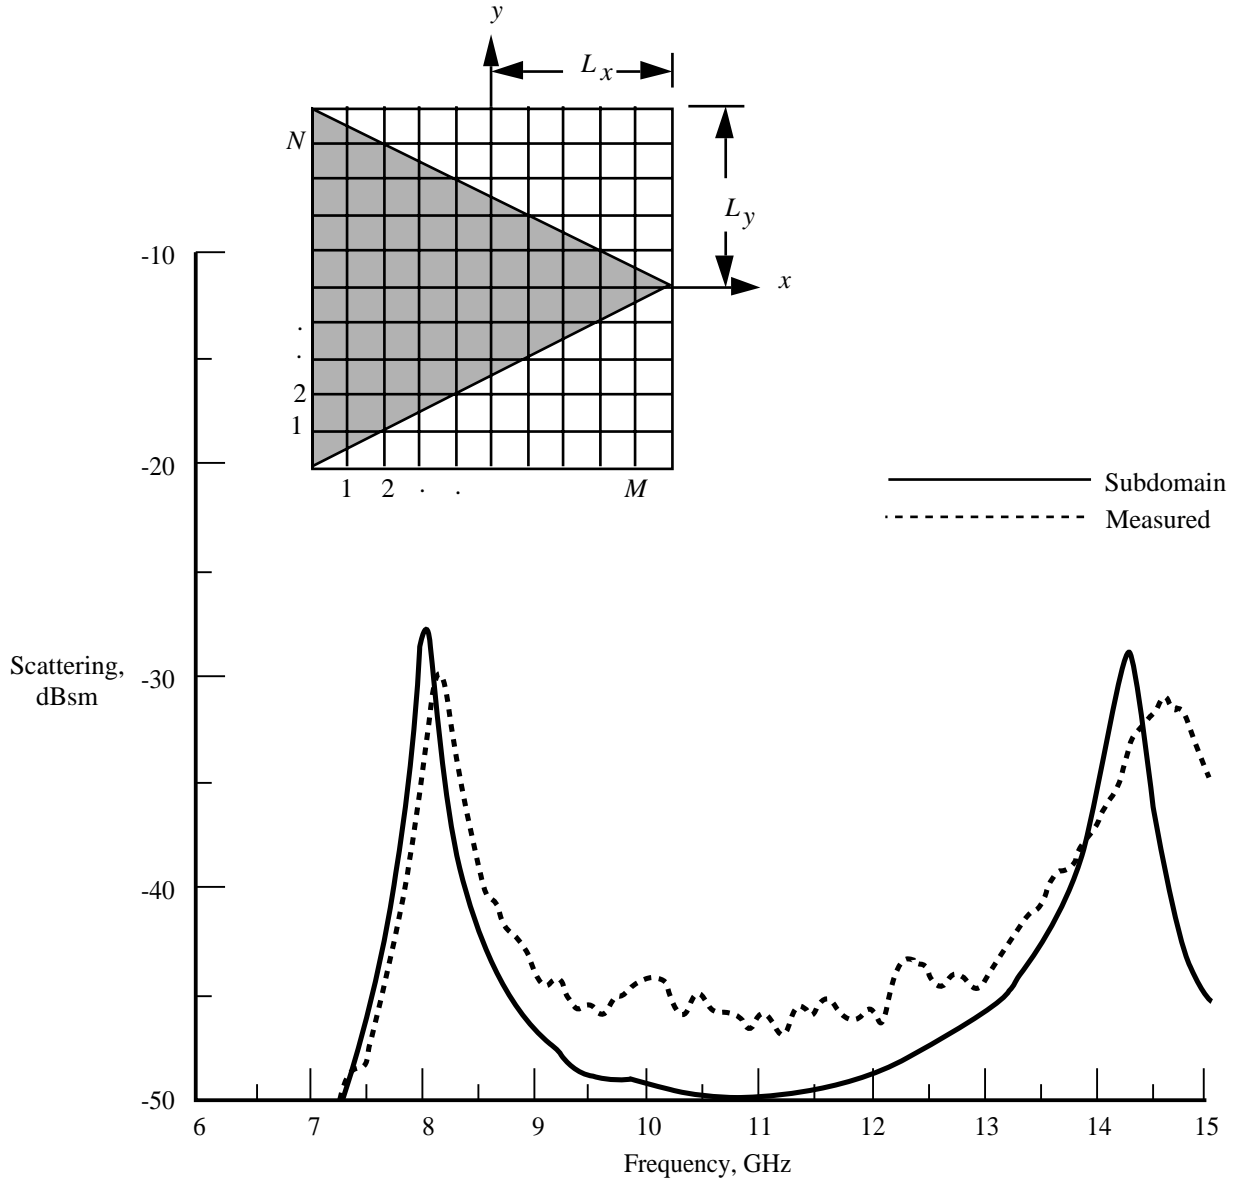 y
L x
N
L y
x
-10
.
.
2
1
1 2 . . M
-20
Subdomain
Measured
Scattering,
dBsm
-30
-40
-50
6 7 8 9 10 11 12 13 14 15
Frequency, GHz